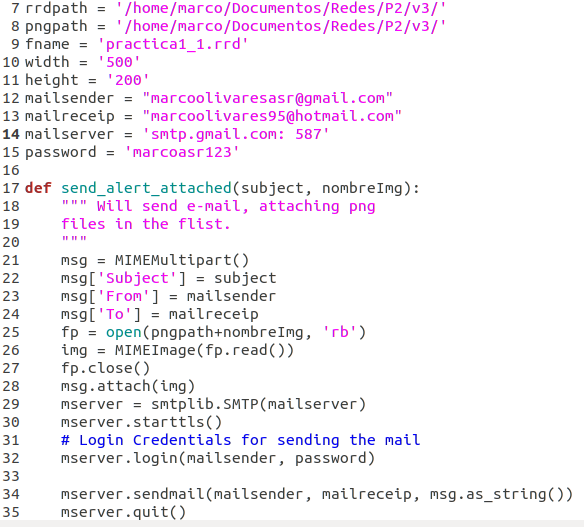 7 rrdpath = '/home/marco/Documentos/Redes/P2/v3/'
8 pngpath = '/home/marco/Documentos/Redes/P2/v3/'
9 fname = 'practica1_1.rrd'
10 width = '500'
11 height = '200'
12 mailsender = "marcoolivaresasr@gmail.com"
13 mailreceip = "marcoolivares95@hotmail.com"
14 mailserver = 'smtp.gmail.com: 587'
15 password = 'marcoasr123'
16
17 def send_alert_attached(subject, nombreImg):
18     """ Will send e-mail, attaching png
19     files in the flist.
20     """
21     msg = MIMEMultipart()
22     msg['Subject'] = subject
23     msg['From'] = mailsender
24     msg['To'] = mailreceip
25     fp = open(pngpath+nombreImg, 'rb')
26     img = MIMEImage(fp.read())
27     fp.close()
28     msg.attach(img)
29     mserver = smtplib.SMTP(mailserver)
30     mserver.starttls()
31     # Login Credentials for sending the mail
32     mserver.login(mailsender, password)
33
34     mserver.sendmail(mailsender, mailreceip, msg.as_string())
35     mserver.quit()